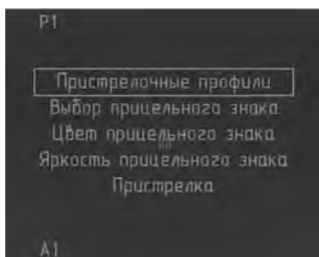 P1
Пристрелочные профили
Выбор прицельного знака
Цвет прицельного знака
Яркость прицельного знака
Пристрелка
A1